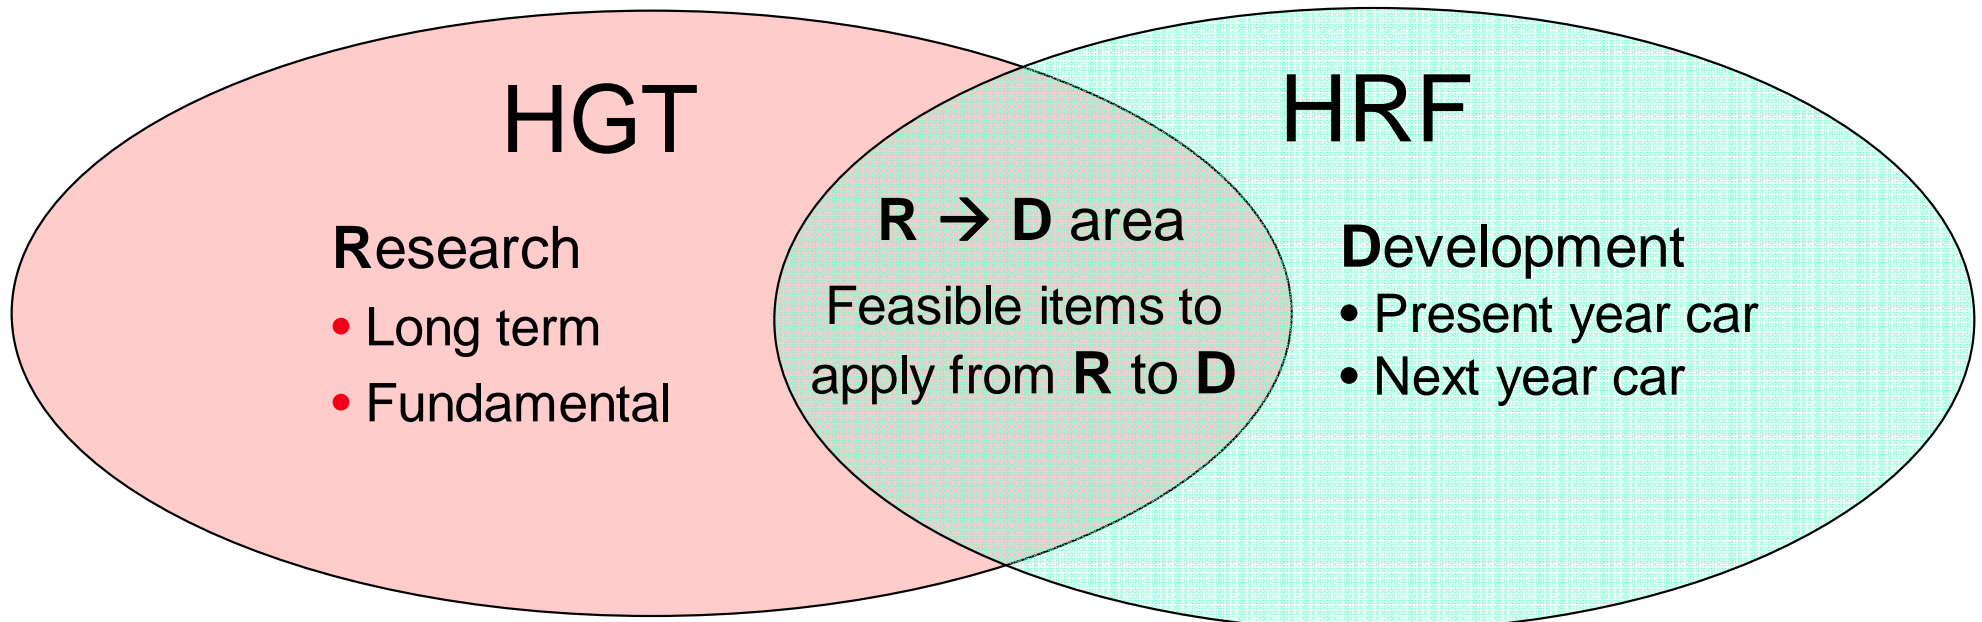 HGT
Research
• Long term
• Fundamental
R → D area
Feasible items to
apply from R to D
HRF
Development
• Present year car
• Next year car